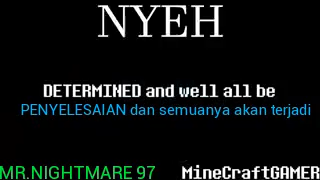 NYEH
DETERMINED and well all be
PENYELESAIAN dan semuanya akan terjadi
MR.NIGHTMARE 97 MineCraftGAMER